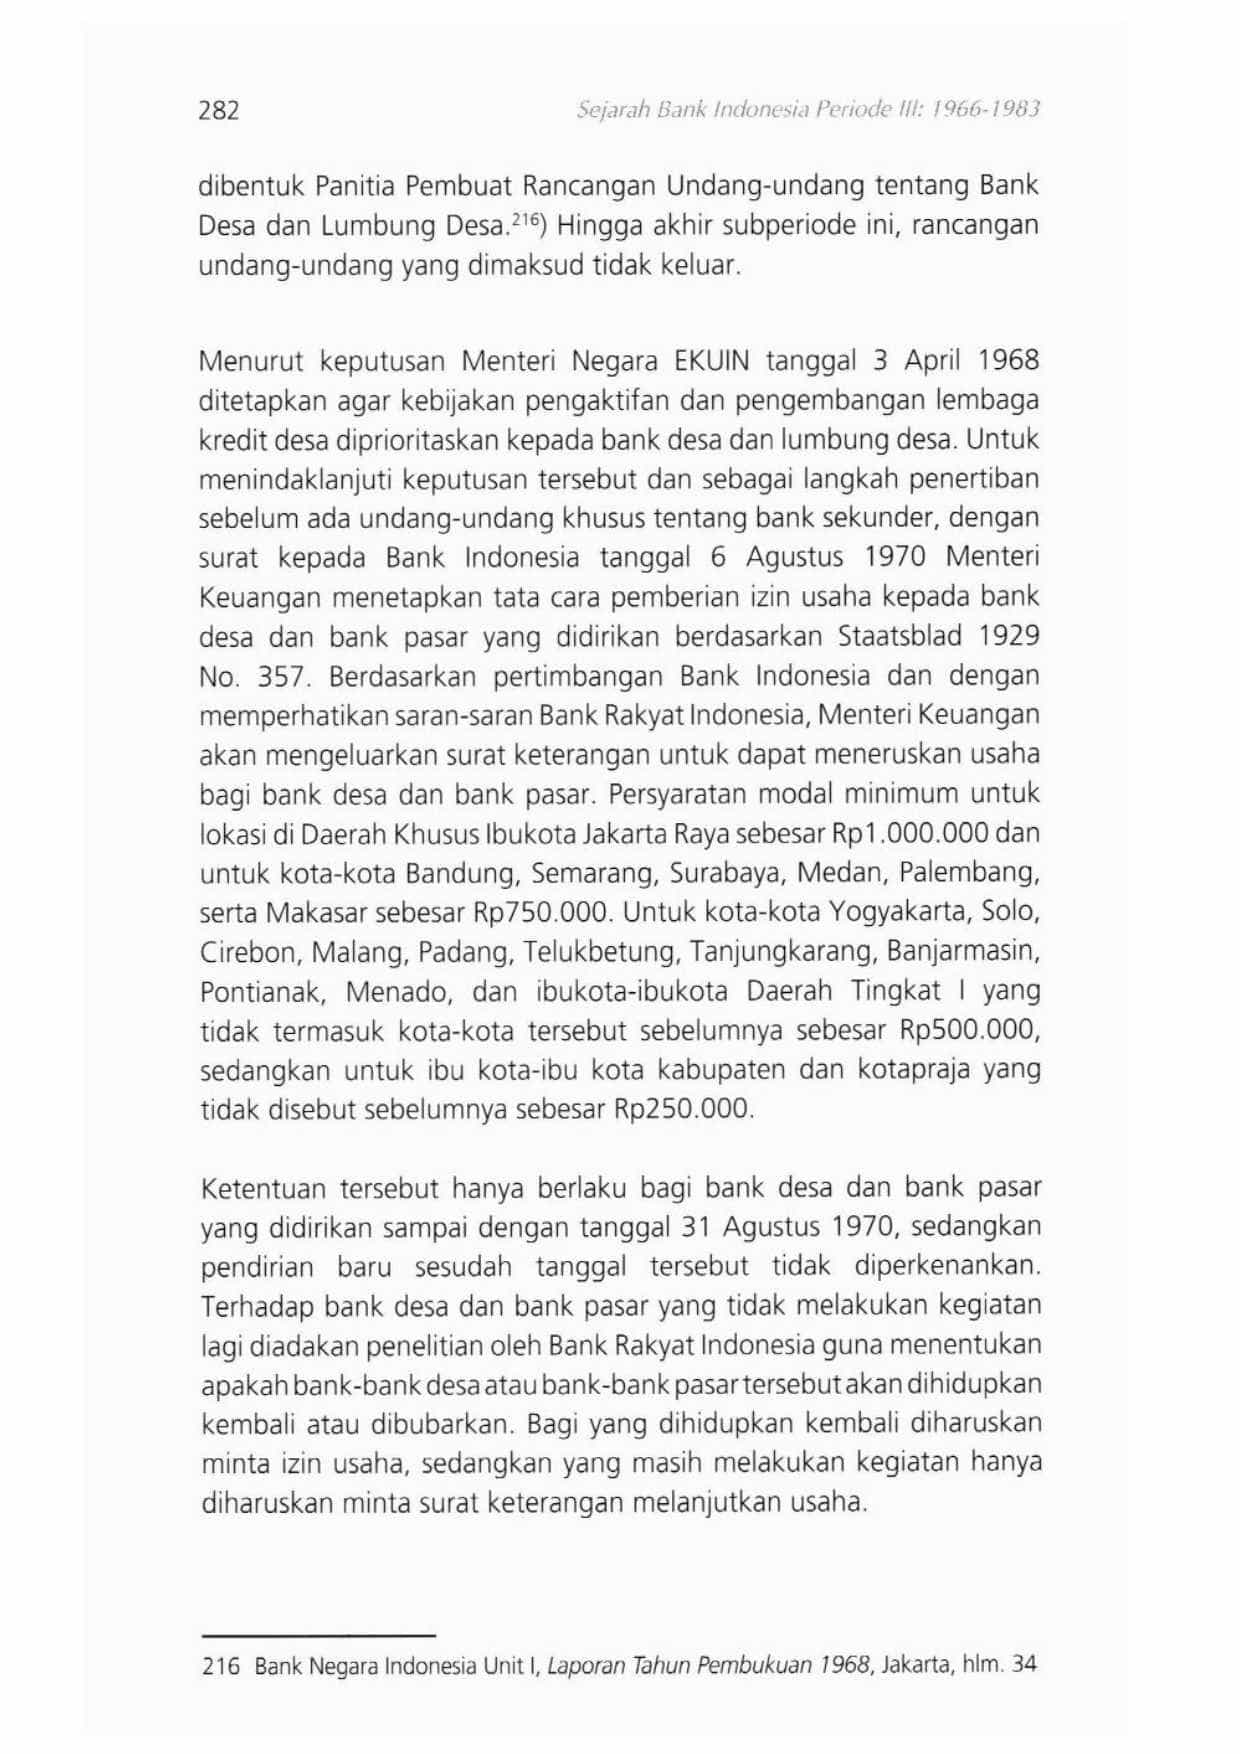 282
Sejarah Bank Indonesia Periode III: 1966-1983
dibentuk Panitia Pembuat Rancangan Undang-undang tentang Bank
Desa dan Lumbung Desa.²¹⁶) Hingga akhir subperiode ini, rancangan
undang-undang yang dimaksud tidak keluar.
Menurut keputusan Menteri Negara EKUIN tanggal 3 April 1968
ditetapkan agar kebijakan pengaktifan dan pengembangan lembaga
kredit desa diprioritaskan kepada bank desa dan lumbung desa. Untuk
menindaklanjuti keputusan tersebut dan sebagai langkah penertiban
sebelum ada undang-undang khusus tentang bank sekunder, dengan
surat kepada Bank Indonesia tanggal 6 Agustus 1970 Menteri
Keuangan menetapkan tata cara pemberian izin usaha kepada bank
desa dan bank pasar yang didirikan berdasarkan Staatsblad 1929
No. 357. Berdasarkan pertimbangan Bank Indonesia dan dengan
memperhatikan saran-saran Bank Rakyat Indonesia, Menteri Keuangan
akan mengeluarkan surat keterangan untuk dapat meneruskan usaha
bagi bank desa dan bank pasar. Persyaratan modal minimum untuk
lokasi di Daerah Khusus Ibukota Jakarta Raya sebesar Rp1.000.000 dan
untuk kota-kota Bandung, Semarang, Surabaya, Medan, Palembang,
serta Makasar sebesar Rp750.000. Untuk kota-kota Yogyakarta, Solo,
Cirebon, Malang, Padang, Telukbetung, Tanjungkarang, Banjarmasin,
Pontianak, Menado, dan ibukota-ibukota Daerah Tingkat I yang
tidak termasuk kota-kota tersebut sebelumnya sebesar Rp500.000,
sedangkan untuk ibu kota-ibu kota kabupaten dan kotapraja yang
tidak disebut sebelumnya sebesar Rp250.000.
Ketentuan tersebut hanya berlaku bagi bank desa dan bank pasar
yang didirikan sampai dengan tanggal 31 Agustus 1970, sedangkan
pendirian baru sesudah tanggal tersebut tidak diperkenankan.
Terhadap bank desa dan bank pasar yang tidak melakukan kegiatan
lagi diadakan penelitian oleh Bank Rakyat Indonesia guna menentukan
apakah bank-bank desa atau bank-bank pasar tersebut akan dihidupkan
kembali atau dibubarkan. Bagi yang dihidupkan kembali diharuskan
minta izin usaha, sedangkan yang masih melakukan kegiatan hanya
diharuskan minta surat keterangan melanjutkan usaha.
216 Bank Negara Indonesia Unit I, Laporan Tahun Pembukuan 1968, Jakarta, hlm. 34